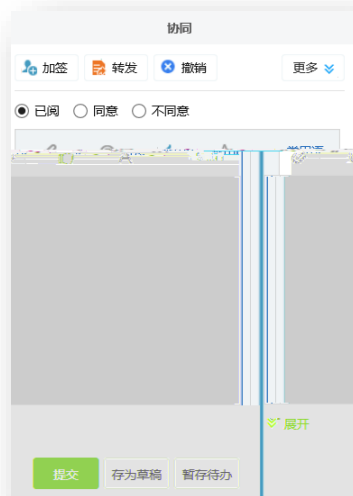 协同
加签 转发 撤销 更多
已阅 同意 不同意
展开
提交 存为草稿 暂存待办